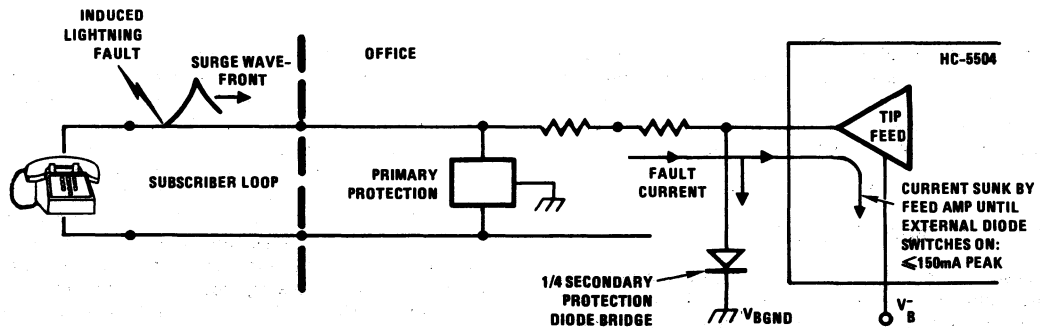 INDUCED
LIGHTNING
FAULT
SURGE WAVE-
FRONT
OFFICE
HC-5504
TIP
FEED
SUBSCRIBER LOOP
PRIMARY
PROTECTION
FAULT
CURRENT
CURRENT SUNK BY
FEED AMP UNTIL
EXTERNAL DIODE
SWITCHES ON:
≤150mA PEAK
1/4 SECONDARY
PROTECTION
DIODE BRIDGE
VBGND
V-B